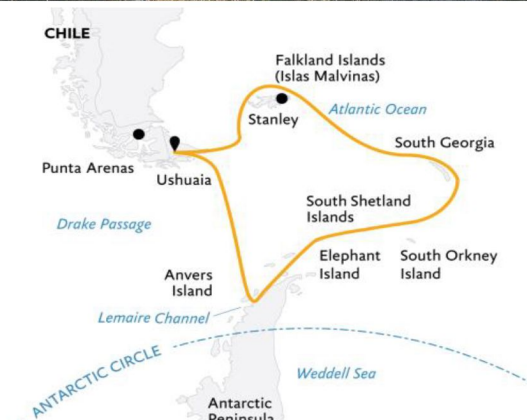 CHILE
Falkland Islands
(Islas Malvinas)
Atlantic Ocean
Stanley
South Georgia
Punta Arenas
Ushuaia
South Shetland
Islands
Drake Passage
Elephant
Island
South Orkney
Island
Anvers
Island
Lemaire Channel
ANTARCTIC CIRCLE
Weddell Sea
Antarctic
Peninsula